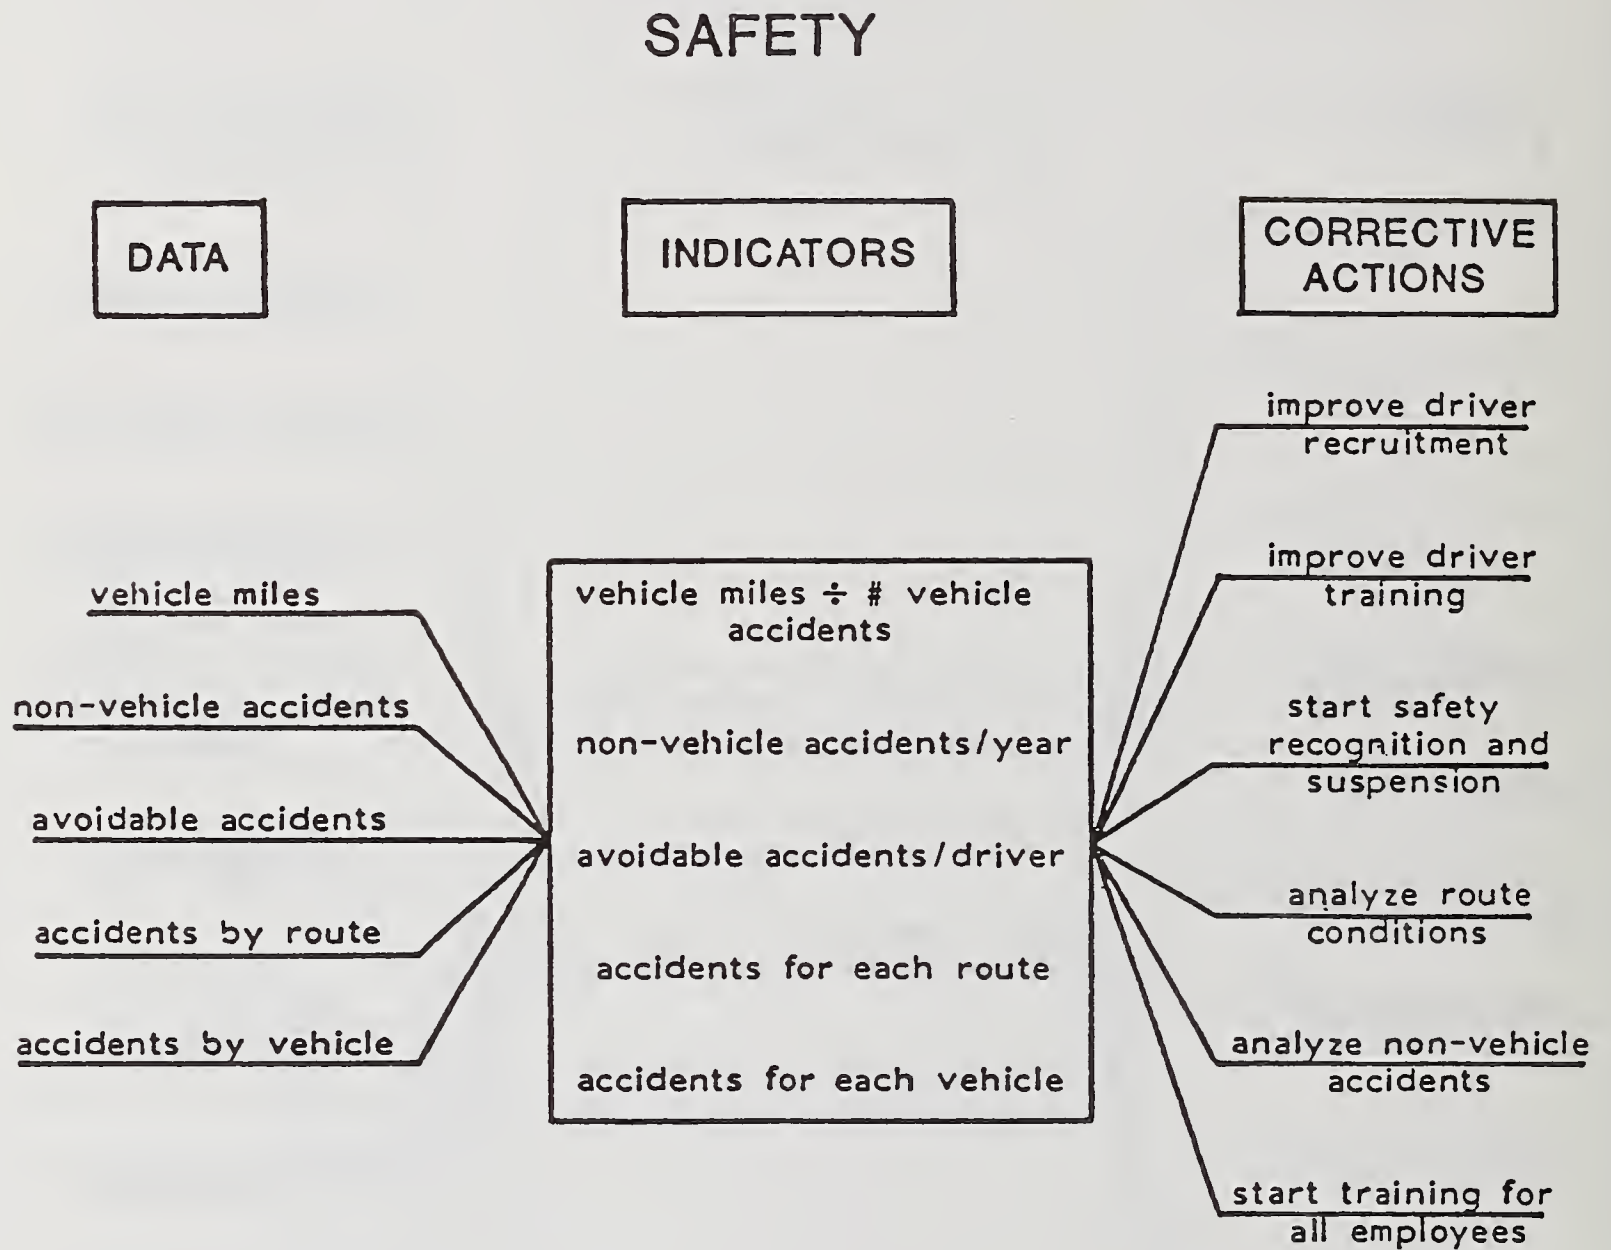 SAFETY
DATA
INDICATORS
CORRECTIVE
ACTIONS
vehicle miles
non-vehicle accidents
avoidable accidents
accidents by route
accidents by vehicle
vehicle miles ÷ # vehicle
accidents
non-vehicle accidents/year
avoidable accidents/driver
accidents for each route
accidents for each vehicle
improve driver
recruitment
improve driver
training
start safety
recognition and
suspension
analyze route
conditions
analyze non-vehicle
accidents
start training for
all employees